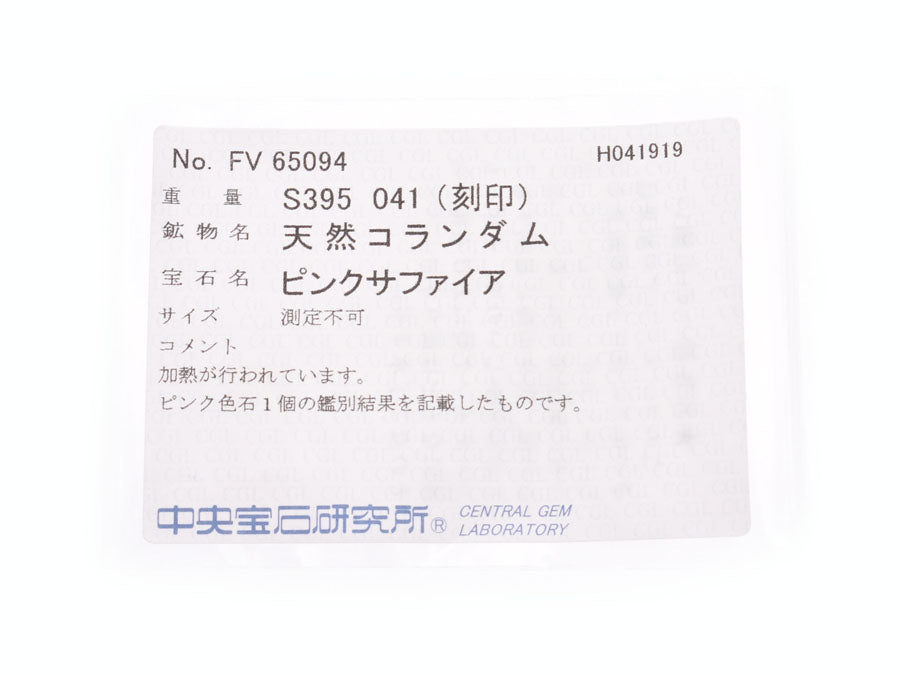 No. FV 65094 H041919
重量 S395 041 (刻印)
鉱物名 天然コランダム
宝石名 ピンクサファイア
サイズ 測定不可
コメント
加熱が行われています。
ピンク色石1個の鑑別結果を記載したものです。
中央宝石研究所® CENTRAL GEM
LABORATORY